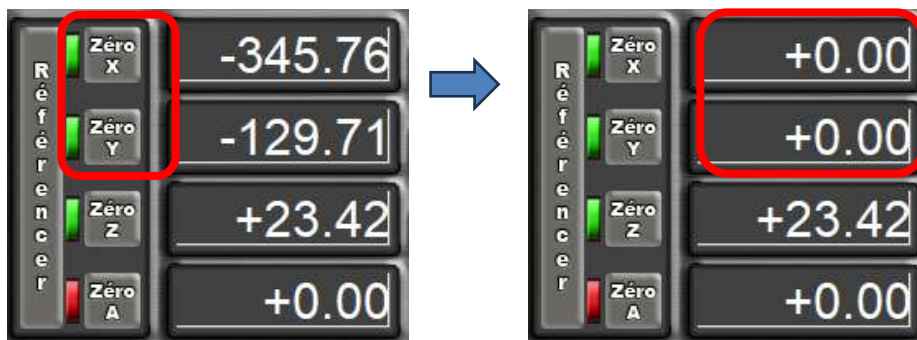 Référencer
Zéro X
-345.76
Zéro Y
-129.71
Zéro Z
+23.42
Zéro A
+0.00
Référencer
Zéro X
+0.00
Zéro Y
+0.00
Zéro Z
+23.42
Zéro A
+0.00